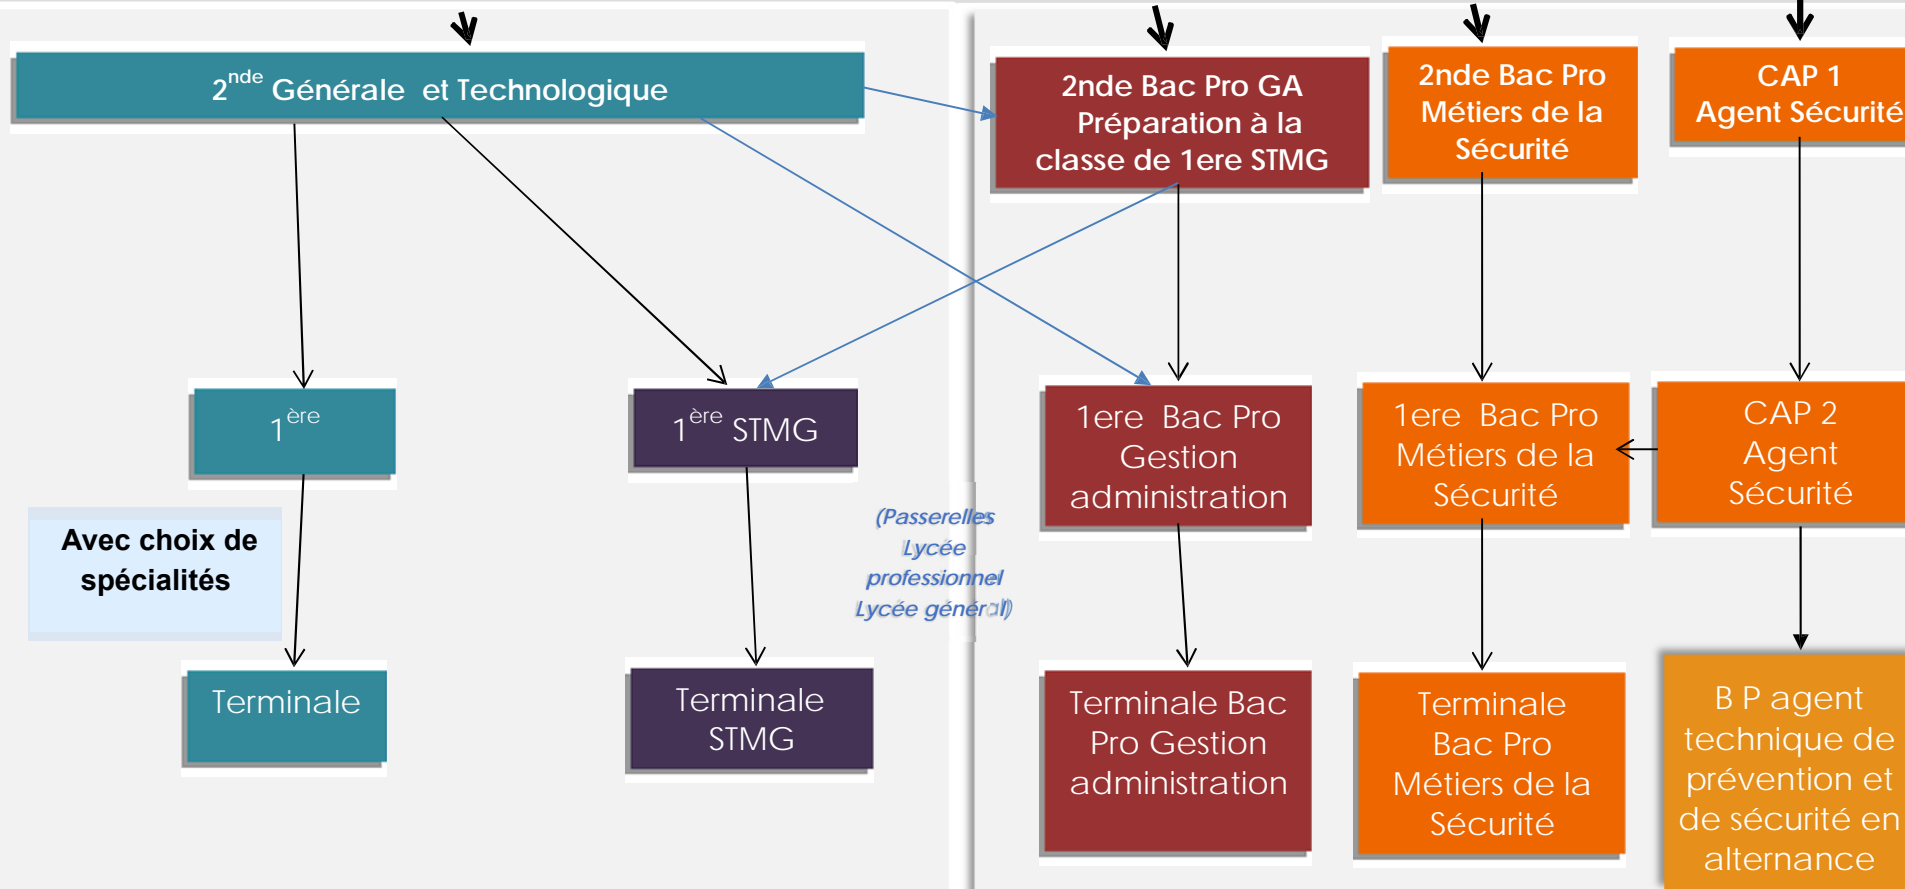 2nde Générale et Technologique
2nde Bac Pro GA
Préparation à la
classe de 1ere STMG
2nde Bac Pro
Métiers de la
Sécurité
CAP 1
Agent Sécurité
1ère
1ère STMG
1ere Bac Pro
Gestion
administration
1ere Bac Pro
Métiers de la
Sécurité
CAP 2
Agent
Sécurité
Avec choix de
spécialités
(Passerelles
Lycée
professionnel
Lycée général)
Terminale
Terminale
STMG
Terminale Bac
Pro Gestion
administration
Terminale
Bac Pro
Métiers de la
Sécurité
B P agent
technique de
prévention et
de sécurité en
alternance